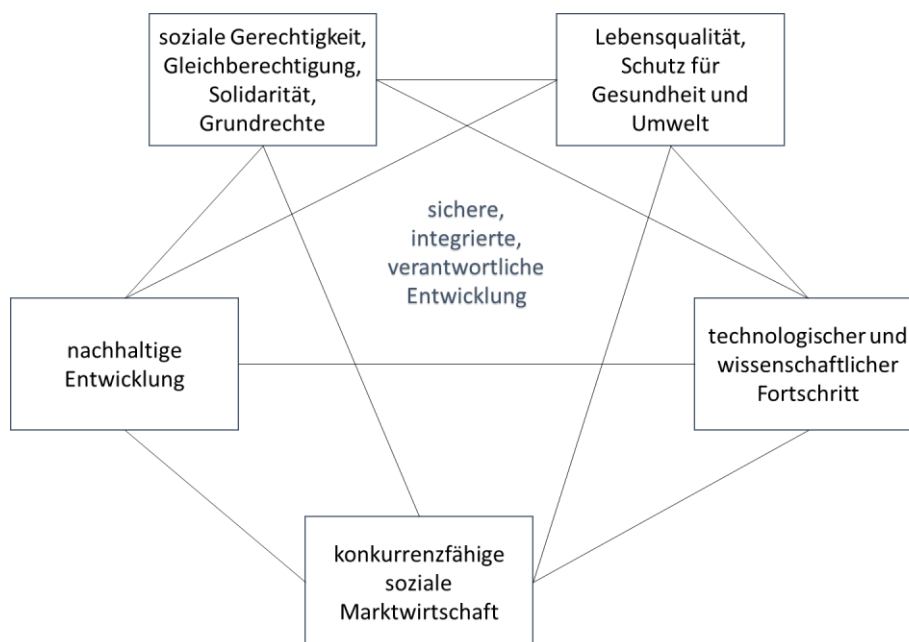 soziale Gerechtigkeit,
Gleichberechtigung,
Solidarität,
Grundrechte
Lebensqualität,
Schutz für
Gesundheit und
Umwelt
sichere,
integrierte,
verantwortliche
Entwicklung
nachhaltige
Entwicklung
technologischer und
wissenschaftlicher
Fortschritt
konkurrenzfähige
soziale
Marktwirtschaft